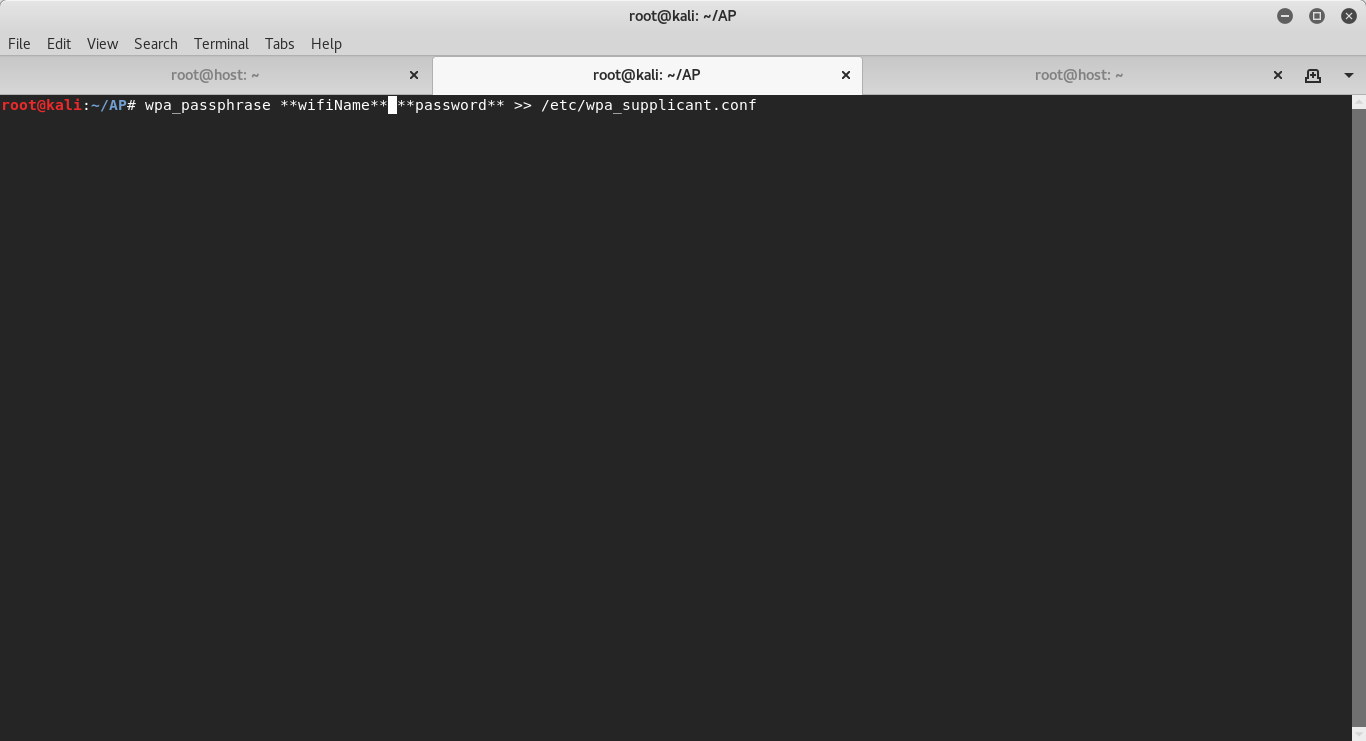 root@kali: ~/AP
File Edit View Search Terminal Tabs Help
root@host: ~ root@kali: ~/AP root@host: ~
root@kali:~/AP# wpa_passphrase **wifiName** **password** >> /etc/wpa_supplicant.conf